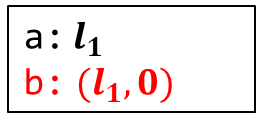 a: l₁
b: (l₁, 0)